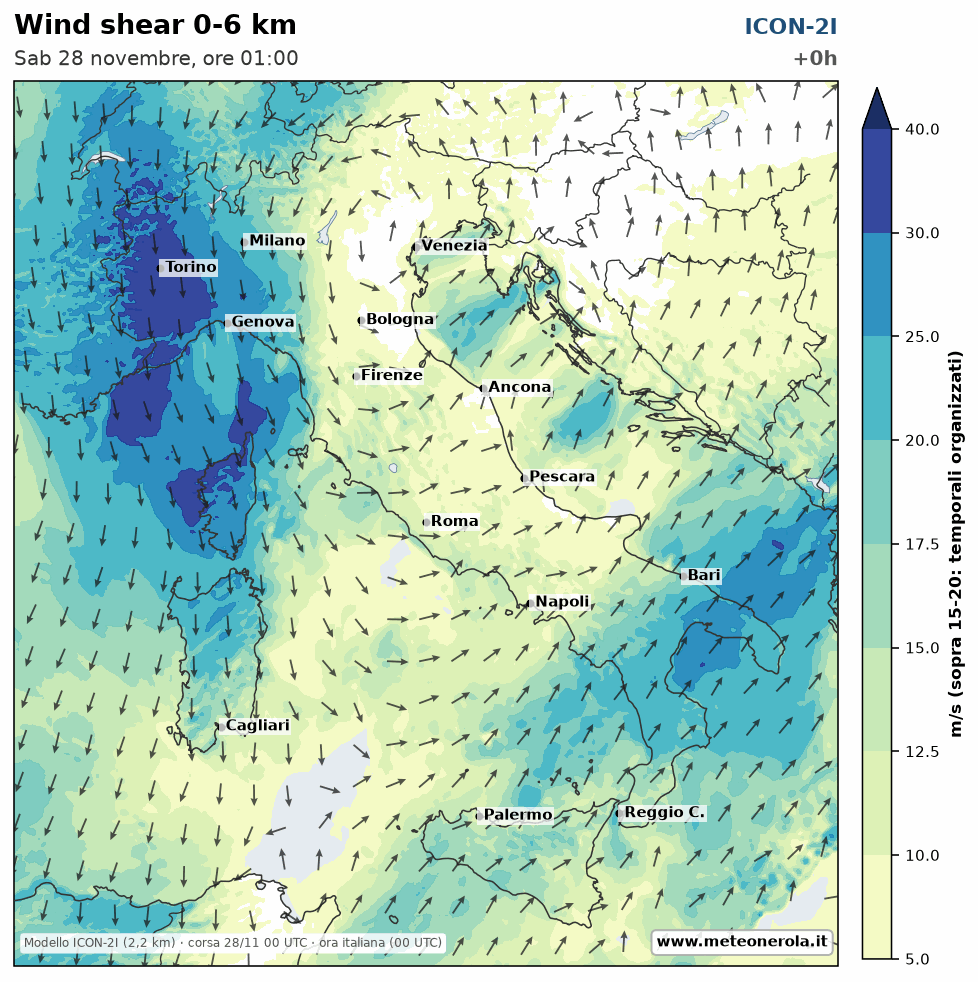 Wind shear 0-6 km
ICON-2I
Sab 28 novembre, ore 01:00
+0h
40.0
30.0
25.0
20.0
17.5
15.0
12.5
10.0
5.0
m/s (sopra 15-20: temporali organizzati)
Milano
Venezia
Torino
Bologna
Genova
Firenze
Ancona
Pescara
Roma
Bari
Napoli
Cagliari
Palermo
Reggio C.
Modello ICON-2I (2,2 km) · corsa 28/11 00 UTC · ora italiana (00 UTC)
www.meteonerola.it